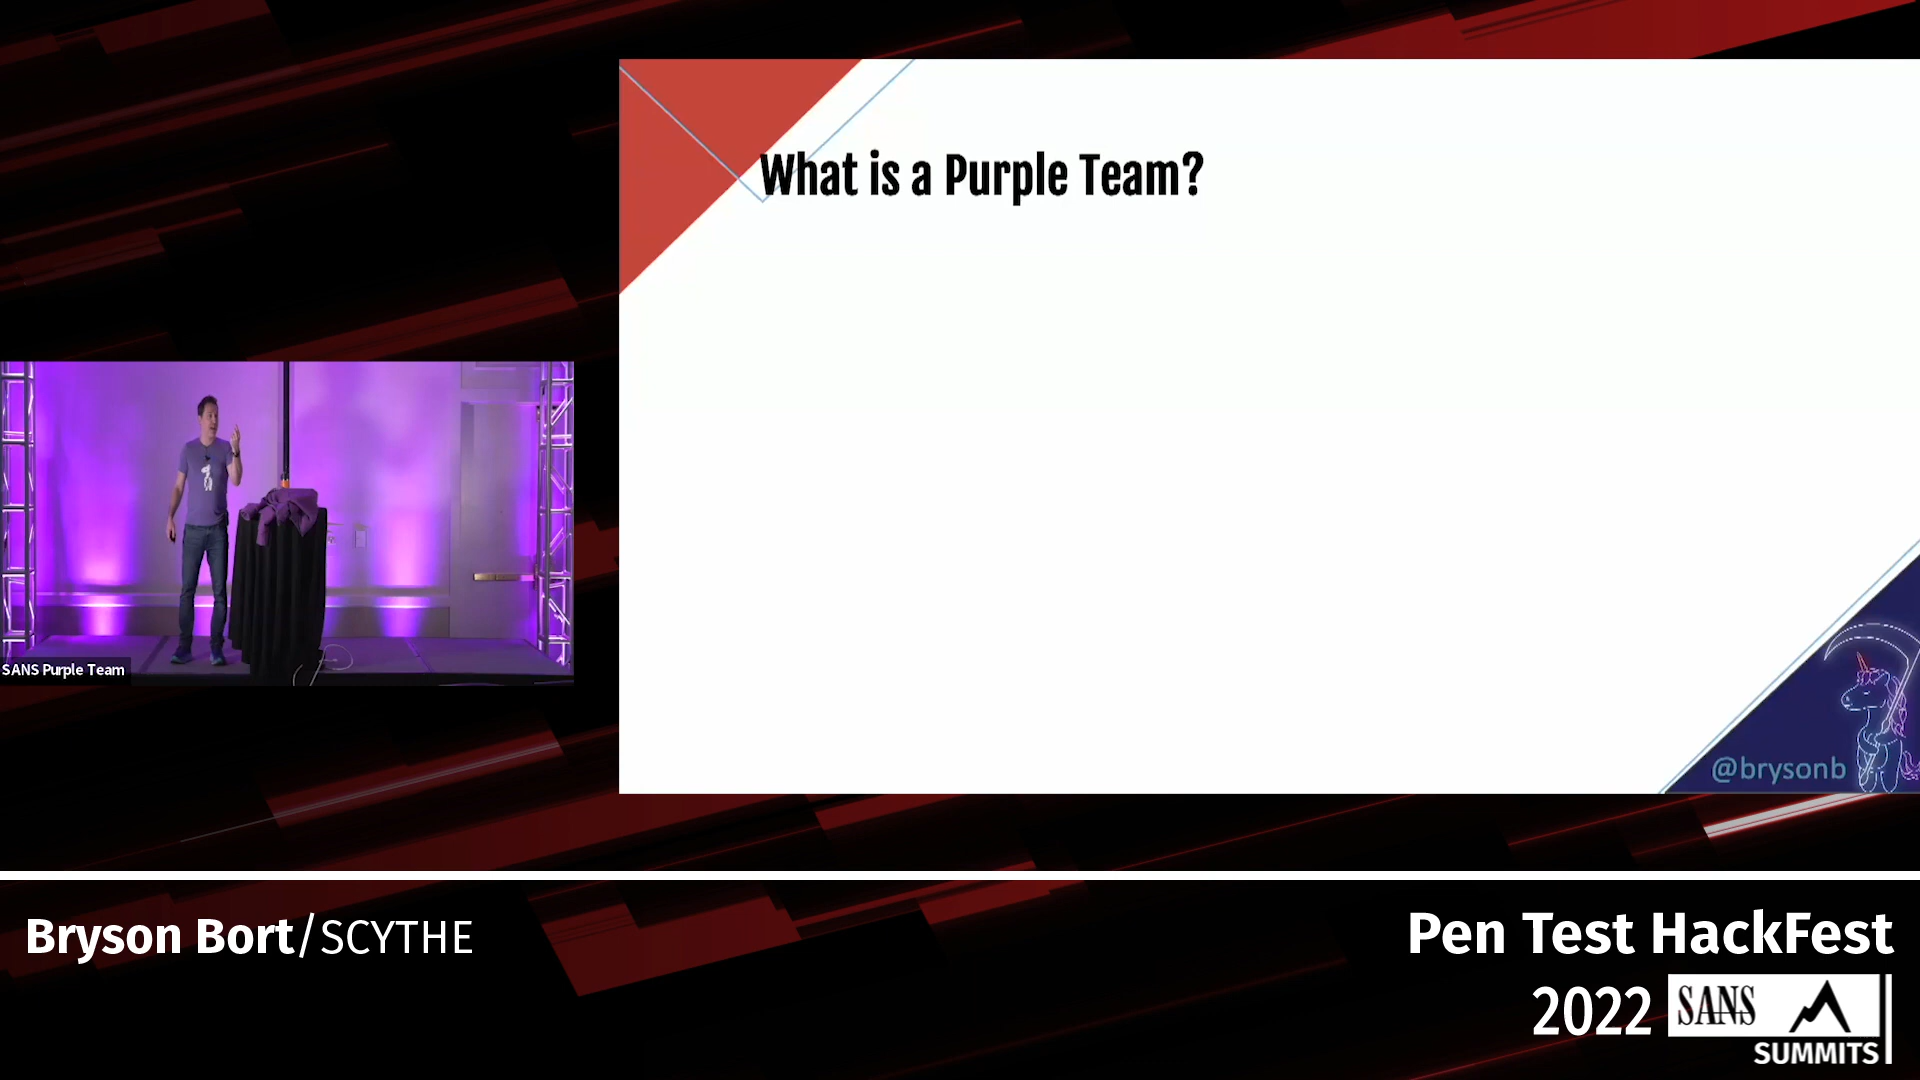 What is a Purple Team?
SANS Purple Team
@brysonb
Bryson Bort/SCYTHE
Pen Test HackFest
2022
SANS
SUMMITS